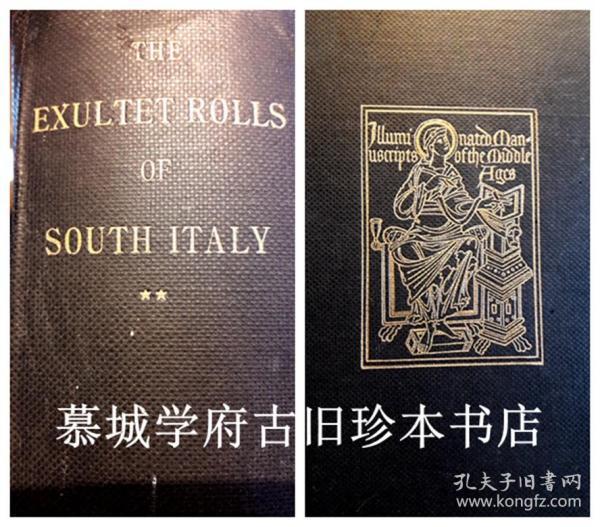 THE
EXULTET ROLLS
OF
SOUTH ITALY
**
Illumi nated Man-
uscripts of the Middle
Ages
慕城学府古旧珍本书店
孔夫子旧书网
www.kongfz.com